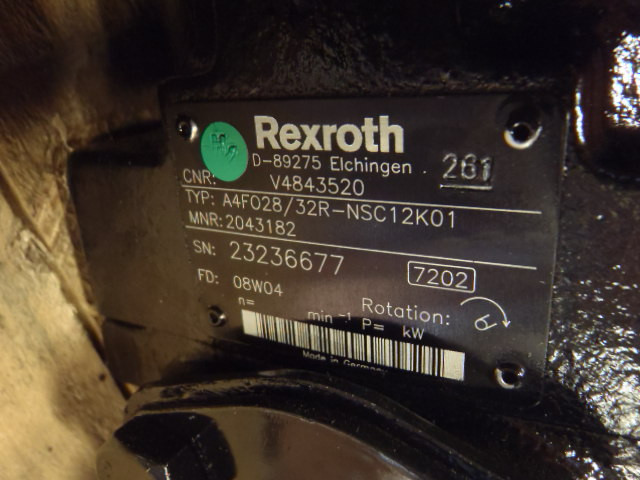 Rexroth
D-89275 Elchingen . 261
CNR: V4843520
TYP: A4FO28/32R-NSC12K01
MNR: 2043182
SN: 23236677 7202
FD: 08W04
n= min -1 P= kW
Rotation:
Made in Germany